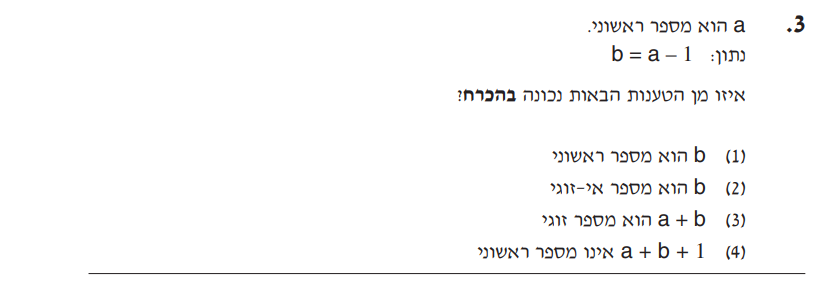 3. a הוא מספר ראשוני.
נתון: b = a – 1
איזו מן הטענות הבאות נכונה בהכרח?
(1) b הוא מספר ראשוני
(2) b הוא מספר אי-זוגי
(3) a + b הוא מספר זוגי
(4) a + b + 1 אינו מספר ראשוני